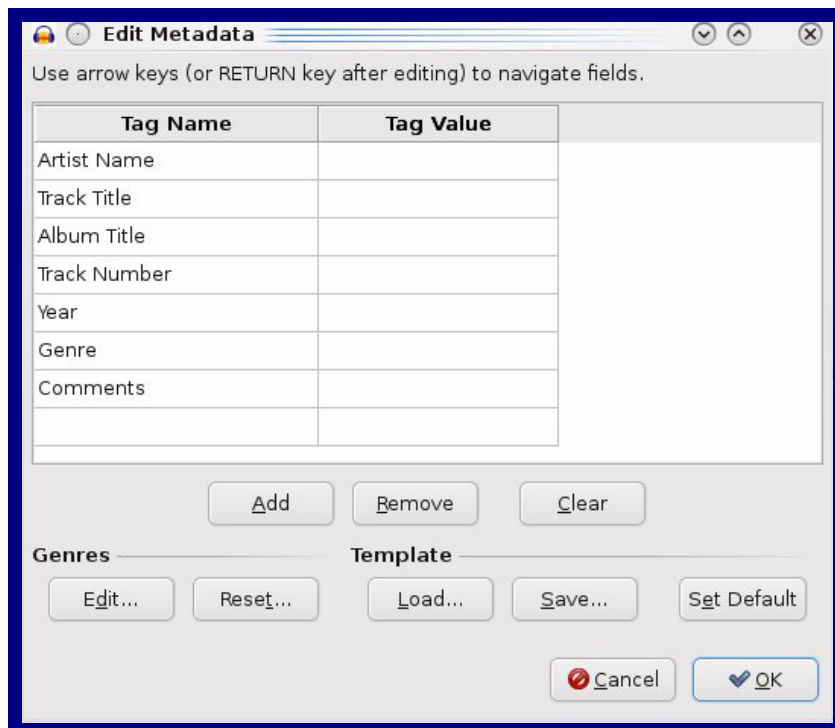 Edit Metadata
Use arrow keys (or RETURN key after editing) to navigate fields.
Tag Name Tag Value
Artist Name
Track Title
Album Title
Track Number
Year
Genre
Comments
Add Remove Clear
Genres Template
Edit... Reset... Load... Save... Set Default
Cancel OK